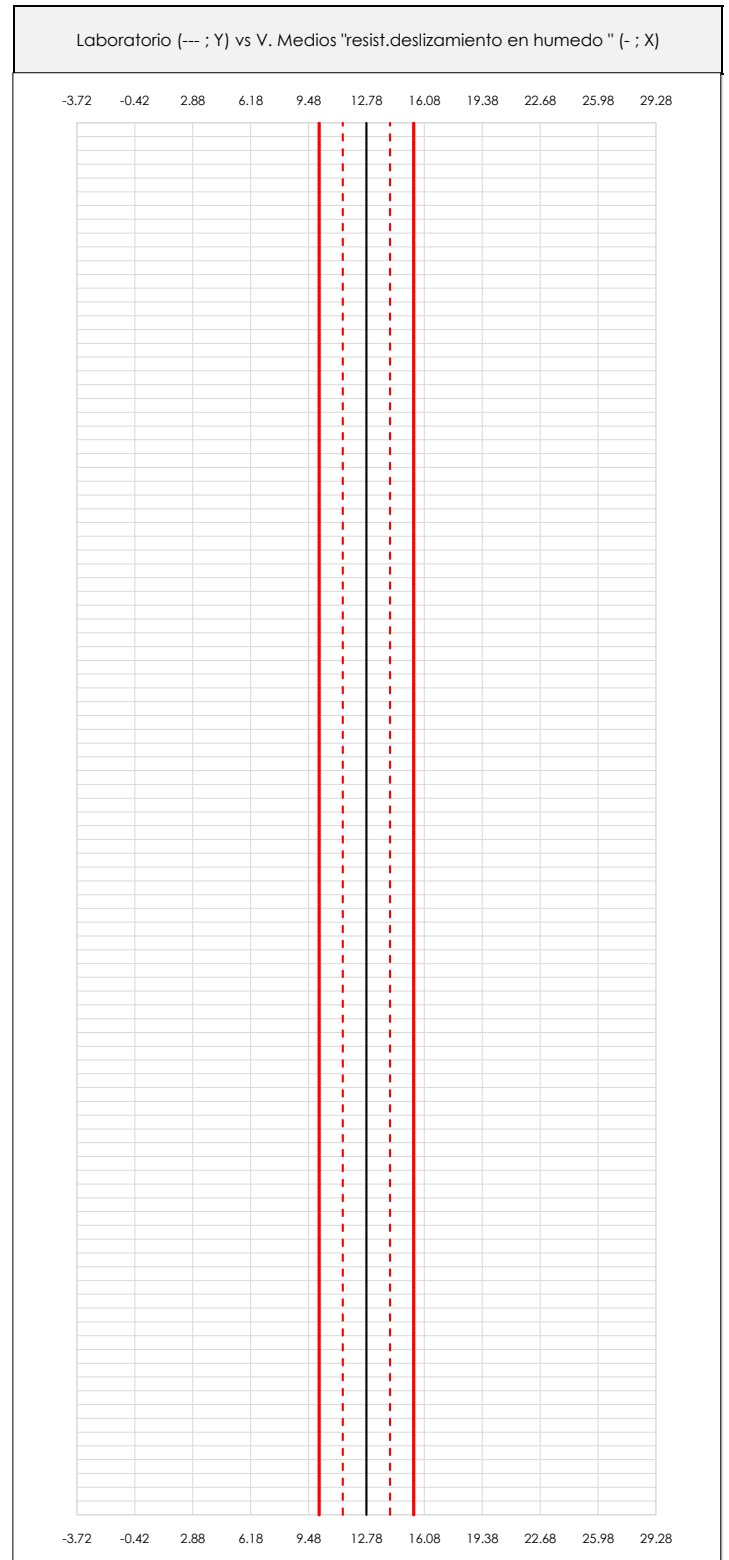 Laboratorio (--- ; Y) vs V. Medios "resist.deslizamiento en humedo " (- ; X)
-3.72 -0.42 2.88 6.18 9.48 12.78 16.08 19.38 22.68 25.98 29.28
-3.72 -0.42 2.88 6.18 9.48 12.78 16.08 19.38 22.68 25.98 29.28